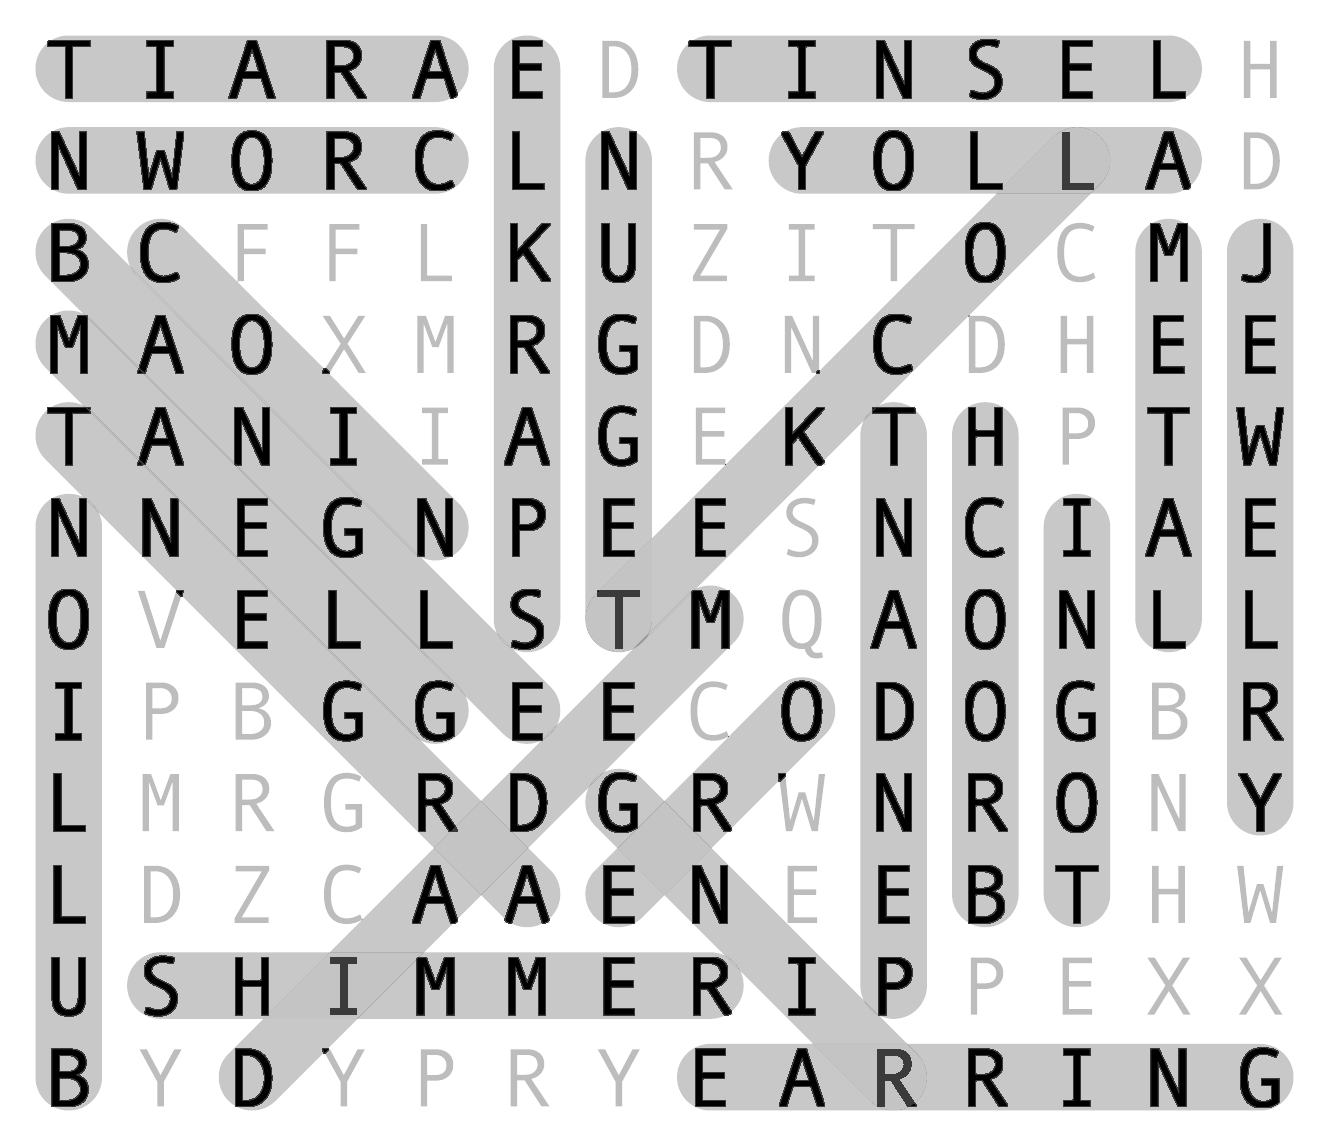 T I A R A E D T I N S E L H
N W O R C L N R Y O L L A D
B C F F L K U Z I T O C M J
M A O X M R G D N C D H E E
T A N I I A G E K T H P T W
N N E G N P E E S N C I A E
O V E L L S T M Q A O N L L
I P B G G E E C O D O G B R
L M R G R D G R W N R O N Y
L D Z C A A E N E E B T H W
U S H I M M E R I P P E X X
B Y D Y P R Y E A R R I N G